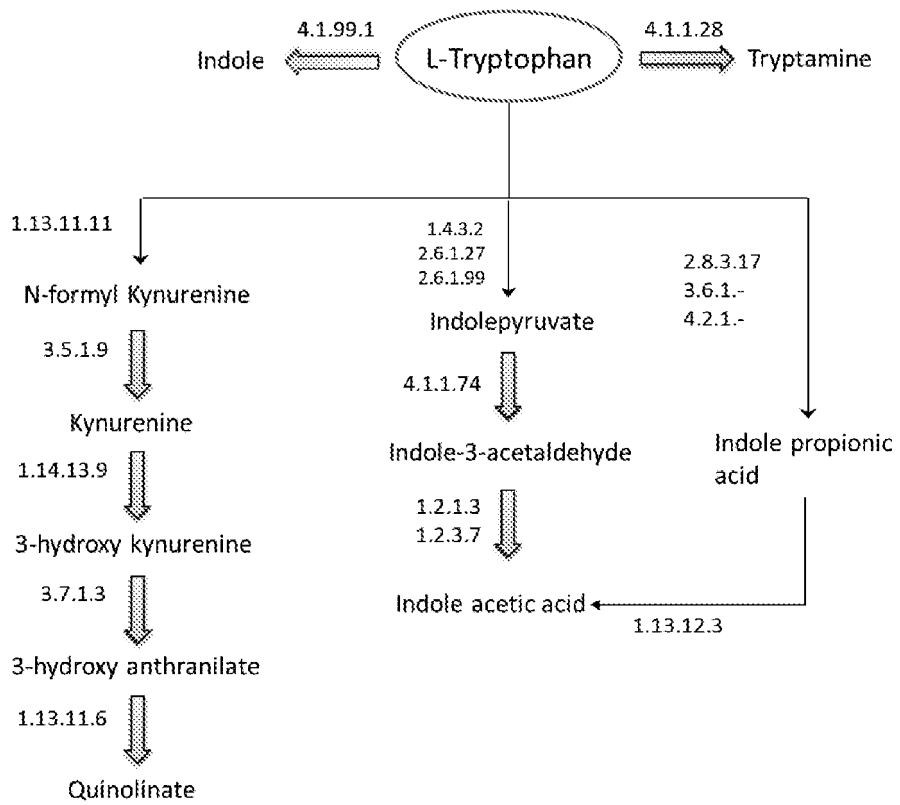 4.1.99.1
4.1.1.28
Indole
L-Tryptophan
Tryptamine
1.13.11.11
N-formyl Kynurenine
3.5.1.9
Kynurenine
1.14.13.9
3-hydroxy kynurenine
3.7.1.3
3-hydroxy anthranilate
1.13.11.6
Quinolinate
1.4.3.2
2.6.1.27
2.6.1.99
Indolepyruvate
4.1.1.74
Indole-3-acetaldehyde
1.2.1.3
1.2.3.7
Indole acetic acid
2.8.3.17
3.6.1.-
4.2.1.-
Indole propionic
acid
1.13.12.3